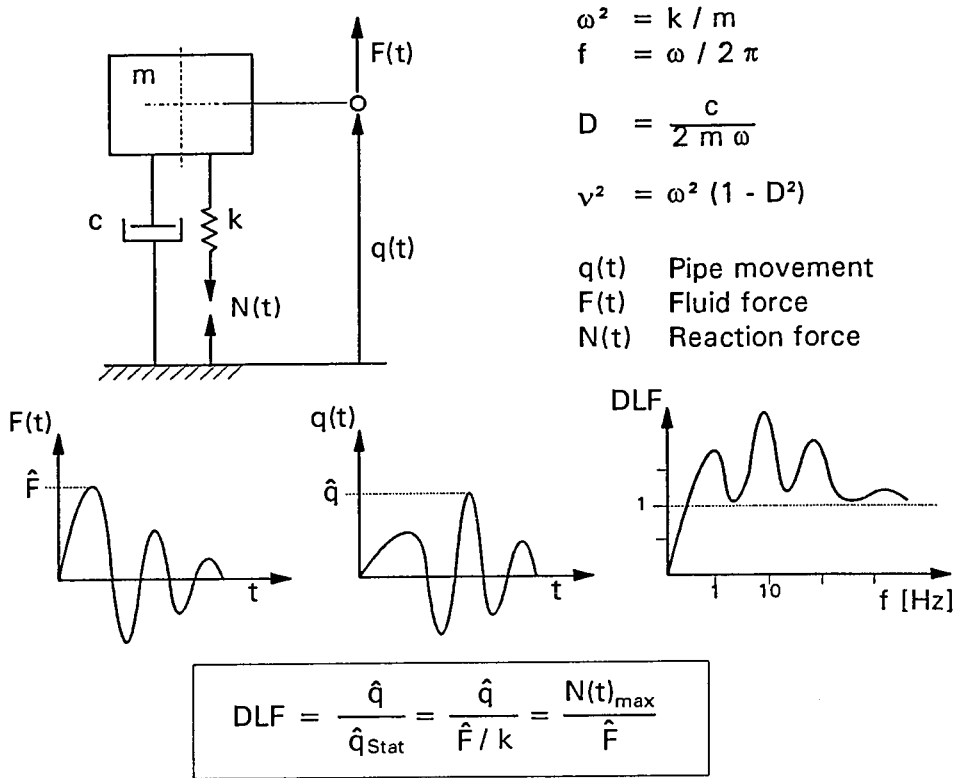 m
F(t)
c
k
q(t)
N(t)
ω² = k / m
f = ω / 2 π
D = c / 2 m ω
ν² = ω² (1 - D²)
q(t) Pipe movement
F(t) Fluid force
N(t) Reaction force
F(t)
F̂
t
q(t)
q̂
t
DLF
1
1
10
f [Hz]
DLF = q̂ / q̂Stat = q̂ / F̂ / k = N(t)max / F̂